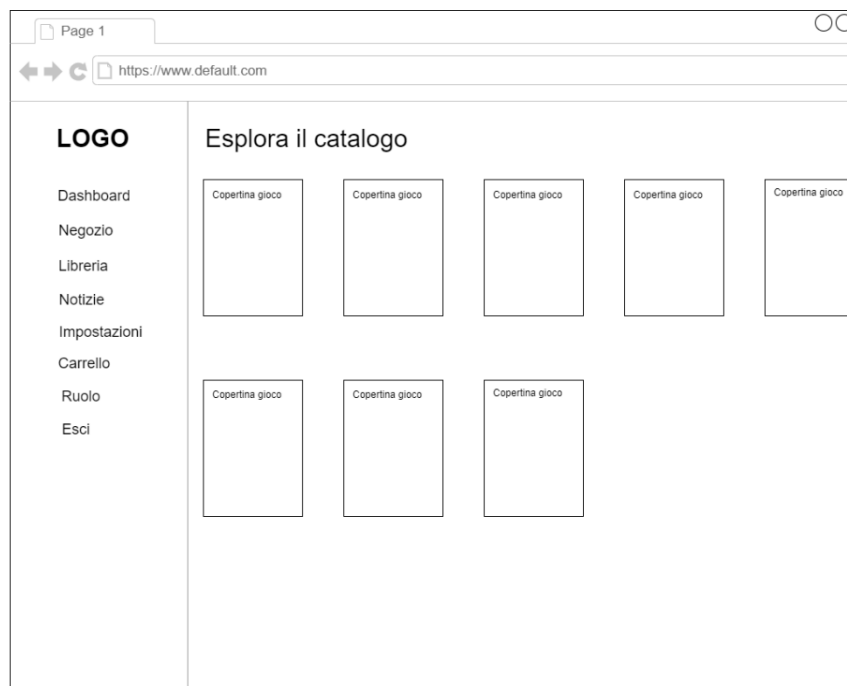 Page 1
https://www.default.com
LOGO
Dashboard
Negozio
Libreria
Notizie
Impostazioni
Carrello
Ruolo
Esci
Esplora il catalogo
Copertina gioco
Copertina gioco
Copertina gioco
Copertina gioco
Copertina gioco
Copertina gioco
Copertina gioco
Copertina gioco